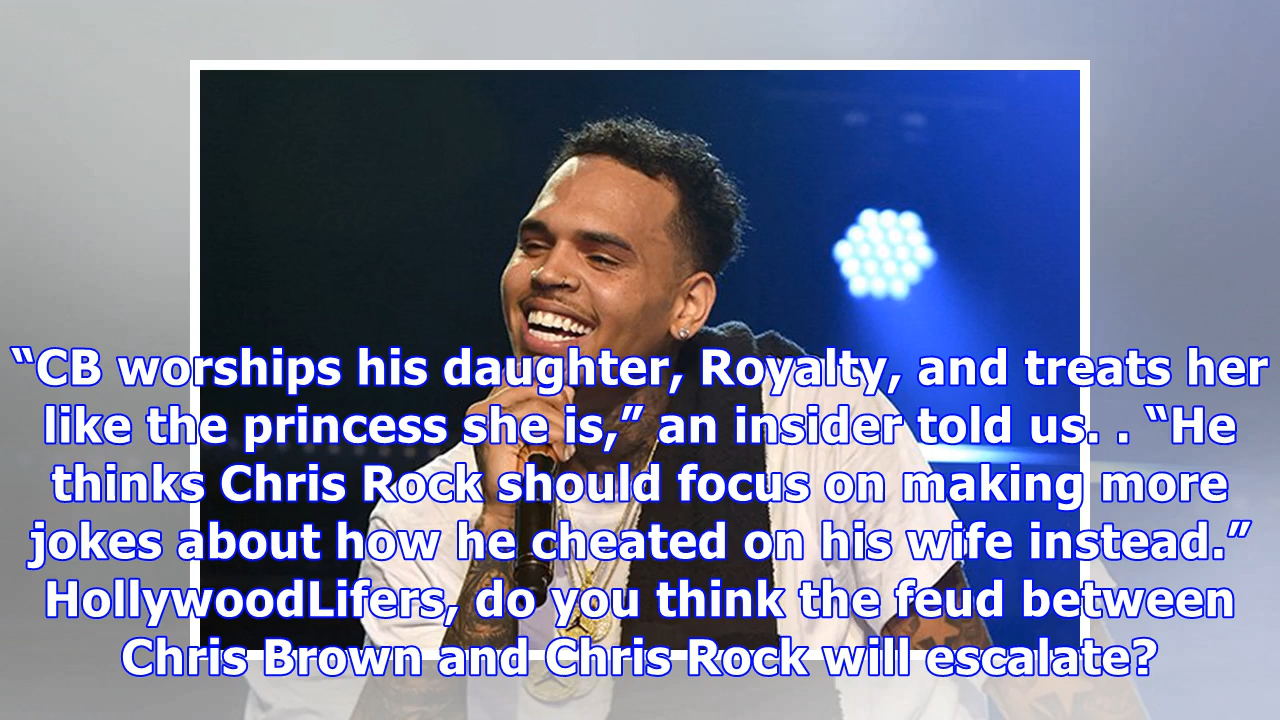 “CB worships his daughter, Royalty, and treats her
like the princess she is,” an insider told us. . “He
thinks Chris Rock should focus on making more
jokes about how he cheated on his wife instead.”
HollywoodLifers, do you think the feud between
Chris Brown and Chris Rock will escalate?